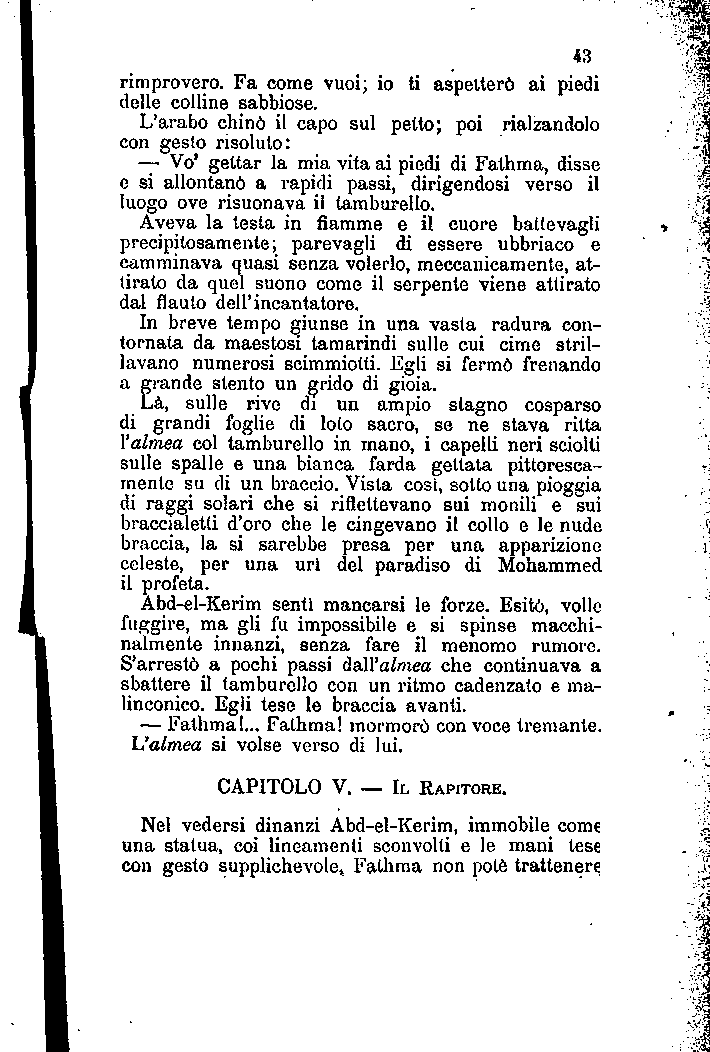 43
rimprovero. Fa come vuoi; io ti aspetterò ai piedi
delle colline sabbiose.
L'arabo chinò il capo sul petto; poi rialzandolo
con gesto risoluto:
— Vo' gettar la mia vita ai piedi di Fathma, disse
e si allontanò a rapidi passi, dirigendosi verso il
luogo ove risuonava il tamburello.
Aveva la testa in fiamme e il cuore battevagli
precipitosamente; parevagli di essere ubbriaco e
camminava quasi senza volerlo, meccanicamente, at-
tirato da quel suono come il serpente viene attirato
dal flauto dell'incantatore.
In breve tempo giunse in una vasta radura con-
tornata da maestosi tamarindi sulle cui cime stril-
lavano numerosi scimmiotti. Egli si fermò frenando
a grande stento un grido di gioia.
Là, sulle rive di un ampio stagno cosparso
di grandi foglie di loto sacro, se ne stava ritta
l'almea col tamburello in mano, i capelli neri sciolti
sulle spalle e una bianca farda gettata pittoresca-
mente su di un braccio. Vista così, sotto una pioggia
di raggi solari che si riflettevano sui monili e sui
braccialetti d'oro che le cingevano il collo e le nude
braccia, la si sarebbe presa per una apparizione
celeste, per una urì del paradiso di Mohammed
il profeta.
Abd-el-Kerim sentì mancarsi le forze. Esitò, volle
fuggire, ma gli fu impossibile e si spinse macchi-
nalmente innanzi, senza fare il menomo rumore.
S'arrestò a pochi passi dall'almea che continuava a
sbattere il tamburello con un ritmo cadenzato e ma-
linconico. Egli tese le braccia avanti.
— Fathma!... Fathma! mormorò con voce tremante.
L'almea si volse verso di lui.
CAPITOLO V. — IL RAPITORE.
Nel vedersi dinanzi Abd-el-Kerim, immobile come
una statua, coi lineamenti sconvolti e le mani tese
con gesto supplichevole, Fathma non potè trattenere